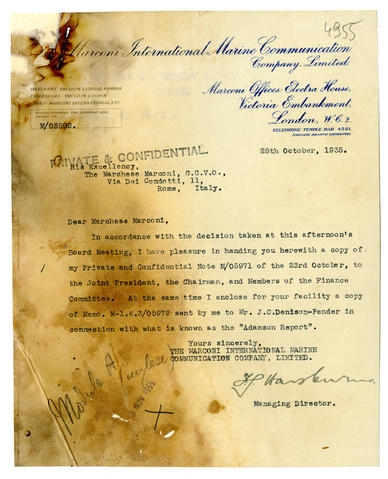 4955
Marconi International Marine Communication
Company, Limited.
Marconi Offices, Electra House,
Victoria Embankment,
London, W.C.2.
TELEPHONE TEMPLE BAR 4321.
(PRIVATE BRANCH EXCHANGE)
M/05992.
28th October, 1935.
PRIVATE & CONFIDENTIAL.
His Excellency,
The Marchese Marconi, G.C.V.O.,
Via Dei Condotti, 11,
Rome, Italy.
Dear Marchese Marconi,
In accordance with the decision taken at this afternoon's
Board Meeting, I have pleasure in handing you herewith a copy of
my Private and Confidential Note M/05971 of the 23rd October, to
the Joint President, the Chairman, and Members of the Finance
Committee. At the same time I enclose for your facility a copy
of Memo. M-1.4.3/05972 sent by me to Mr. J.C.Denison-Pender in
connection with what is known as the "Adamson Report".
Yours sincerely,
THE MARCONI INTERNATIONAL MARINE
COMMUNICATION COMPANY, LIMITED.
Managing Director.
NOV 1935